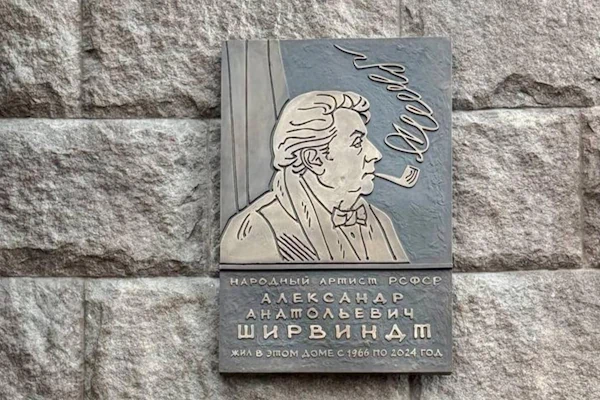 НАРОДНЫЙ АРТИСТ РСФСР
АЛЕКСАНДР
АНАТОЛЬЕВИЧ
ШИРВИНДТ
ЖИЛ В ЭТОМ ДОМЕ С 1966 ПО 2024 ГОД